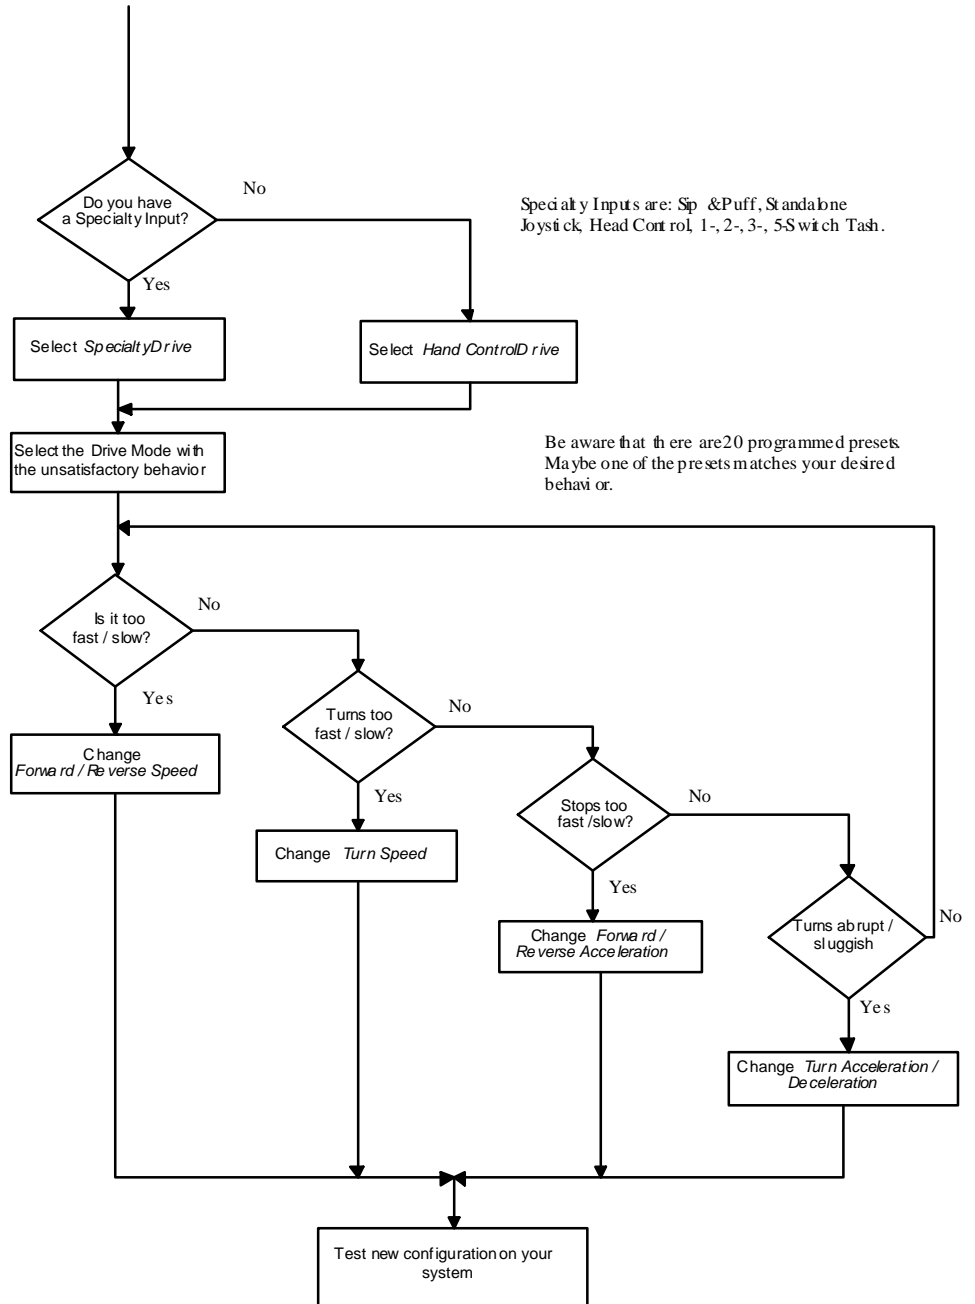 Do you have
a Specialty Input?
No
Specialty Inputs are: Sip &Puff, Standalone
Joystick, Head Control, 1-, 2-, 3-, 5-Switch Tash.
Yes
Select SpecialtyDrive
Select Hand ControlDrive
Select the Drive Mode with
the unsatisfactory behavior
Be aware that there are20 programmed presets.
Maybe one of the presets matches your desired
behavior.
Is it too
fast / slow?
No
Yes
Change
Forward / Reverse Speed
Turns too
fast / slow?
No
Yes
Change Turn Speed
Stops too
fast /slow?
No
Yes
Change Forward /
Reverse Acceleration
Turns abrupt /
sluggish
No
Yes
Change Turn Acceleration /
Deceleration
Test new configuration on your
system